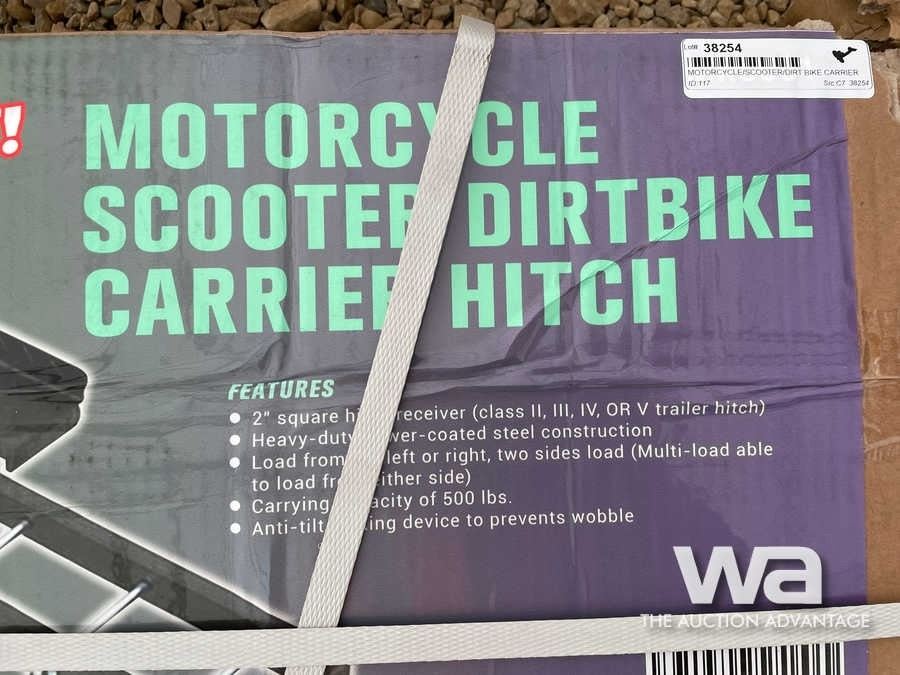 Lot# 38254
MOTORCYCLE/SCOOTER/DIRT BIKE CARRIER
ID:117 Src:C7 38254
!
MOTORCYCLE
SCOOTER DIRTBIKE
CARRIER HITCH
FEATURES
2" square hi receiver (class II, III, IV, OR V trailer hitch)
Heavy-duty wer-coated steel construction
Load from left or right, two sides load (Multi-load able
to load fr either side)
Carrying acity of 500 lbs.
Anti-tilt king device to prevents wobble
wa
THE AUCTION ADVANTAGE